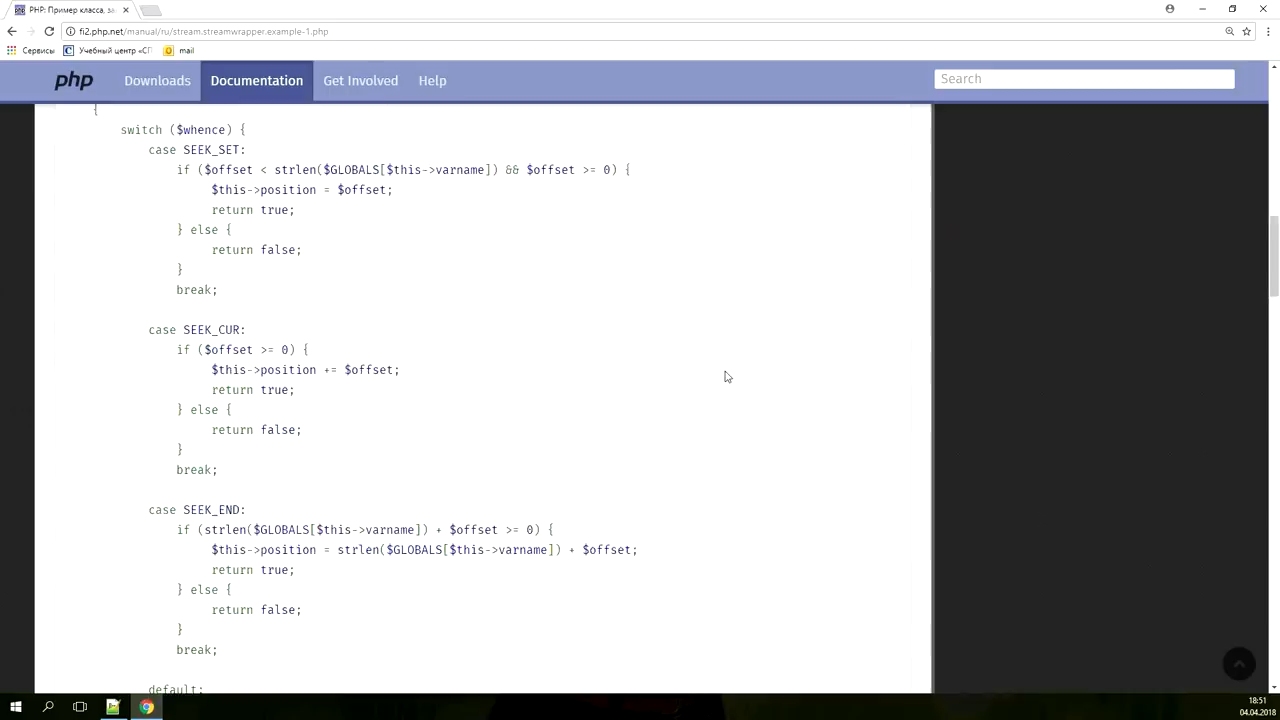 PHP: Пример класса, за
fi2.php.net/manual/ru/stream.streamwrapper.example-1.php
Сервисы
Учебный центр «СП
mail
php
Downloads
Documentation
Get Involved
Help
Search
{
switch ($whence) {
case SEEK_SET:
if ($offset < strlen($GLOBALS[$this->varname]) && $offset >= 0) {
$this->position = $offset;
return true;
} else {
return false;
}
break;
case SEEK_CUR:
if ($offset >= 0) {
$this->position += $offset;
return true;
} else {
return false;
}
break;
case SEEK_END:
if (strlen($GLOBALS[$this->varname]) + $offset >= 0) {
$this->position = strlen($GLOBALS[$this->varname]) + $offset;
return true;
} else {
return false;
}
break;
default:
18:51
04.04.2018